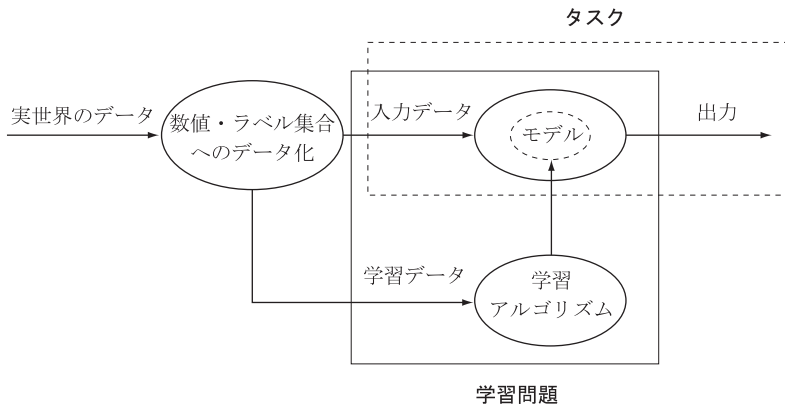 タスク
実世界のデータ
数値・ラベル集合
へのデータ化
入力データ
モデル
出力
学習データ
学習
アルゴリズム
学習問題